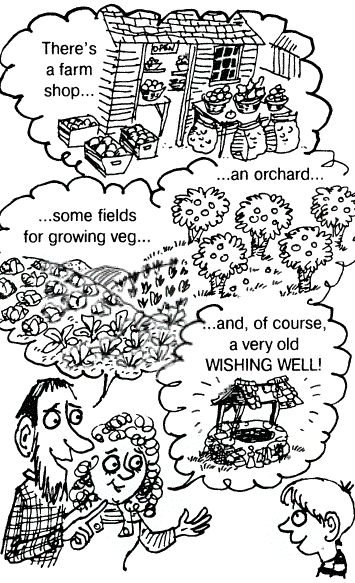 There's
a farm
shop...
OPEN
...an orchard...
...some fields
for growing veg...
...and, of course,
a very old
WISHING WELL!